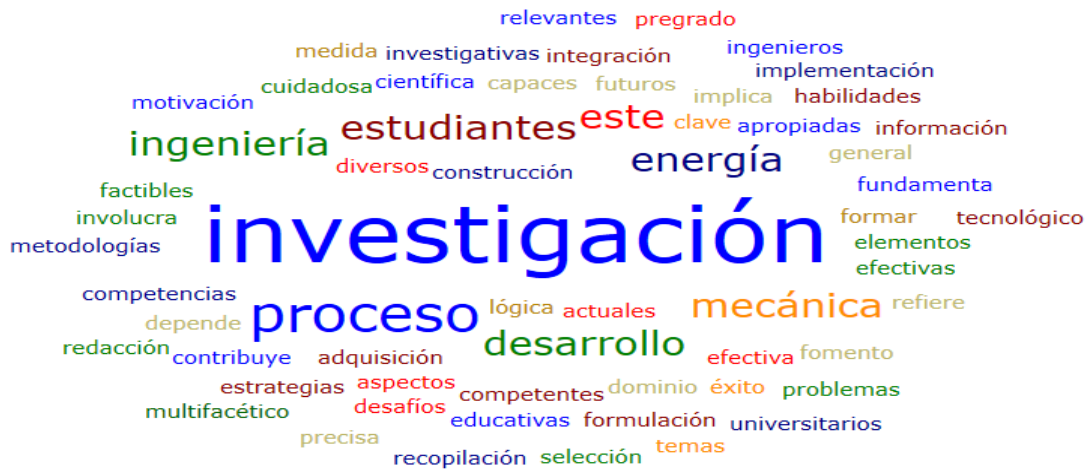 relevantes pregrado
medida investigativas integración ingenieros
cuidadosa científica capaces futuros implementación
motivación implica habilidades
ingeniería estudiantes este clave apropiadas información
diversos construcción energía general
factibles fundamenta
involucra investigación formar tecnológico
metodologías elementos
efectivas
competencias proceso lógica actuales mecánica refiere
depende
redacción contribuye adquisición desarrollo efectiva fomento
estrategias aspectos competentes dominio éxito problemas
multifacético desafíos educativas formulación universitarios
precisa temas
recopilación selección